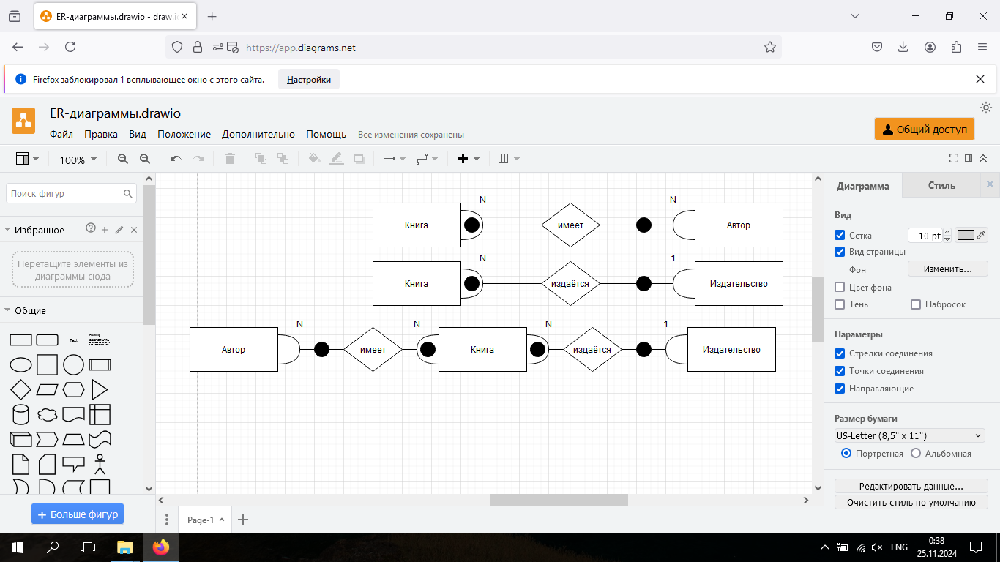 ER-диаграммы.drawio - draw.i
https://app.diagrams.net
Firefox заблокировал 1 всплывающее окно с этого сайта.
Настройки
ER-диаграммы.drawio
Файл Правка Вид Положение Дополнительно Помощь Все изменения сохранены
Общий доступ
100%
Поиск фигур
Избранное
Перетащите элементы из
диаграммы сюда
Общие
Text
Heading
Больше фигур
N N
Книга имеет Автор
N 1
Книга издаётся Издательство
N N N 1
Автор имеет Книга издаётся Издательство
Page-1
Диаграмма Стиль
Вид
Сетка 10 pt
Вид страницы
Фон Изменить...
Цвет фона
Тень Набросок
Параметры
Стрелки соединения
Точки соединения
Направляющие
Размер бумаги
US-Letter (8,5" x 11")
Портретная Альбомная
Редактировать данные...
Очистить стиль по умолчанию
ENG
0:38
25.11.2024